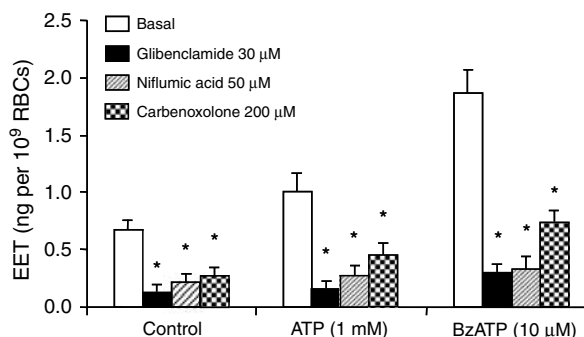 Basal
Glibenclamide 30 µM
Niflumic acid 50 µM
Carbenoxolone 200 µM
EET (ng per 10⁹ RBCs)
2.5
2.0
1.5
1.0
0.5
0.0
* * *
* * *
* * *
Control
ATP (1 mM)
BzATP (10 µM)